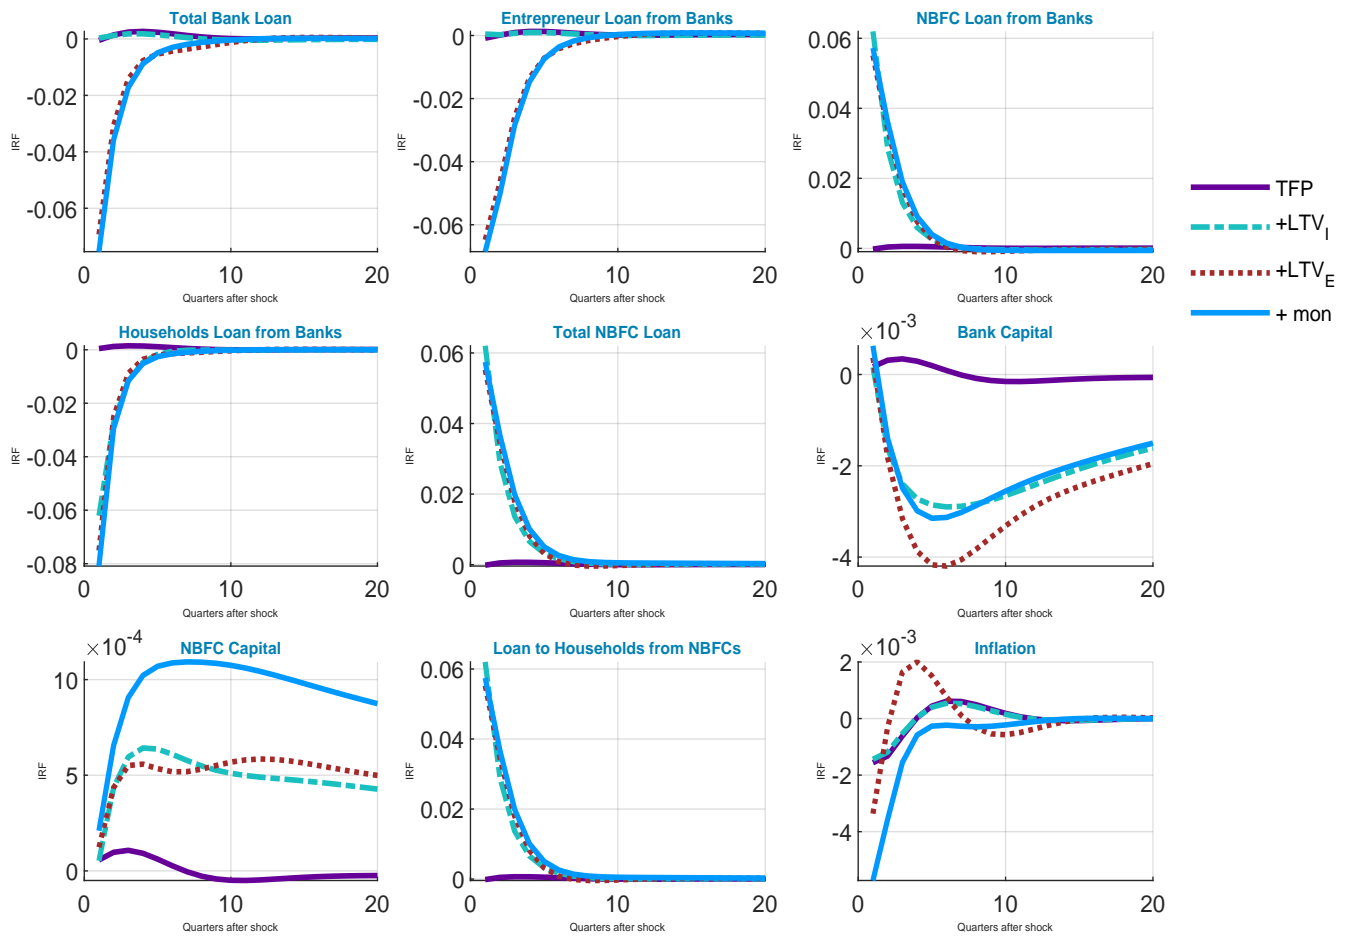 Total Bank Loan
IRF
0
-0.02
-0.04
-0.06
0
10
20
Quarters after shock
Entrepreneur Loan from Banks
IRF
0
-0.02
-0.04
-0.06
0
10
20
Quarters after shock
NBFC Loan from Banks
IRF
0.06
0.04
0.02
0
0
10
20
Quarters after shock
TFP
+LTV_I
+LTV_E
+ mon
Households Loan from Banks
IRF
0
-0.02
-0.04
-0.06
-0.08
0
10
20
Quarters after shock
Total NBFC Loan
IRF
0.06
0.04
0.02
0
0
10
20
Quarters after shock
×10^-3
Bank Capital
IRF
0
-2
-4
0
10
20
Quarters after shock
×10^-4
NBFC Capital
IRF
10
5
0
0
10
20
Quarters after shock
Loan to Households from NBFCs
IRF
0.06
0.04
0.02
0
0
10
20
Quarters after shock
×10^-3
Inflation
IRF
2
0
-2
-4
0
10
20
Quarters after shock